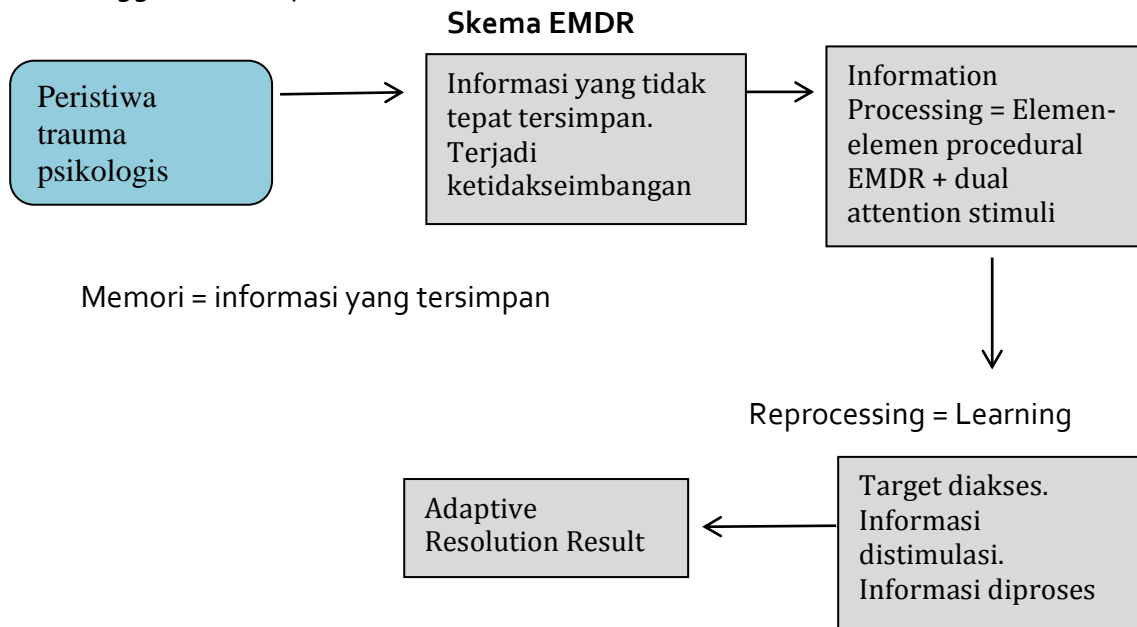 Skema EMDR
Peristiwa
trauma
psikologis
Informasi yang tidak
tepat tersimpan.
Terjadi
ketidakseimbangan
Information
Processing = Elemen-
elemen procedural
EMDR + dual
attention stimuli
Memori = informasi yang tersimpan
Reprocessing = Learning
Target diakses.
Informasi
distimulasi.
Informasi diproses
Adaptive
Resolution Result